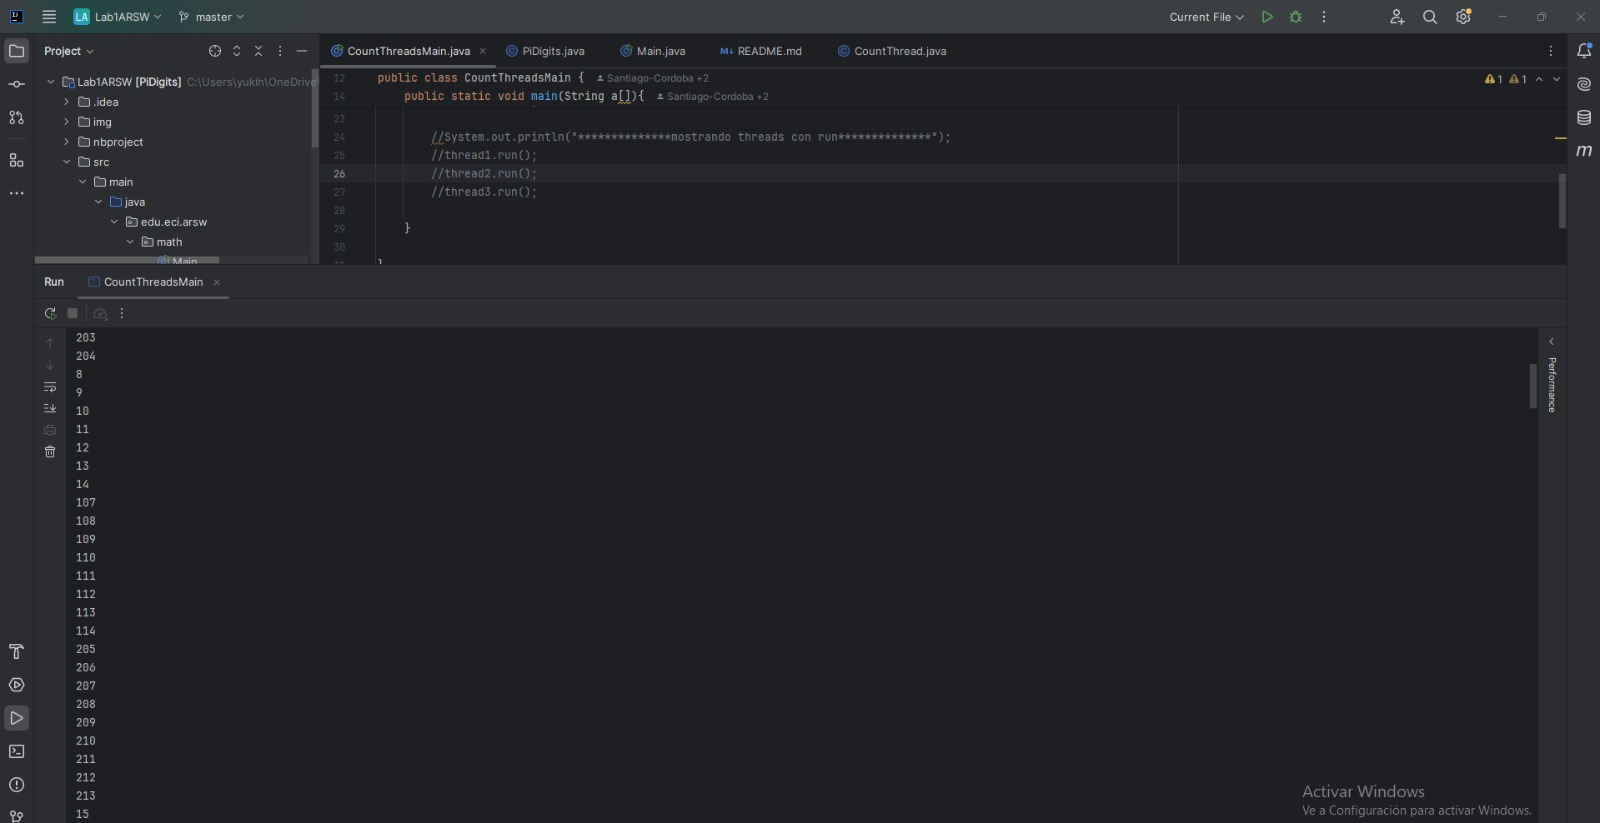 LA Lab1ARSW master Current File
Project
CountThreadsMain.java PiDigits.java Main.java M↓ README.md CountThread.java
Lab1ARSW [PiDigits] C:\Users\yukih\OneDrive
.idea
img
nbproject
src
main
java
edu.eci.arsw
math
Main
12 public class CountThreadsMain { Santiago-Cordoba +2
14 public static void main(String a[]){ Santiago-Cordoba +2
23
24 //System.out.println("**************mostrando threads con run**************");
25 //thread1.run();
26 //thread2.run();
27 //thread3.run();
28
29 }
30
1 1
Run CountThreadsMain
203
204
8
9
10
11
12
13
14
107
108
109
110
111
112
113
114
205
206
207
208
209
210
211
212
213
15
Performance
m
Activar Windows
Ve a Configuración para activar Windows.